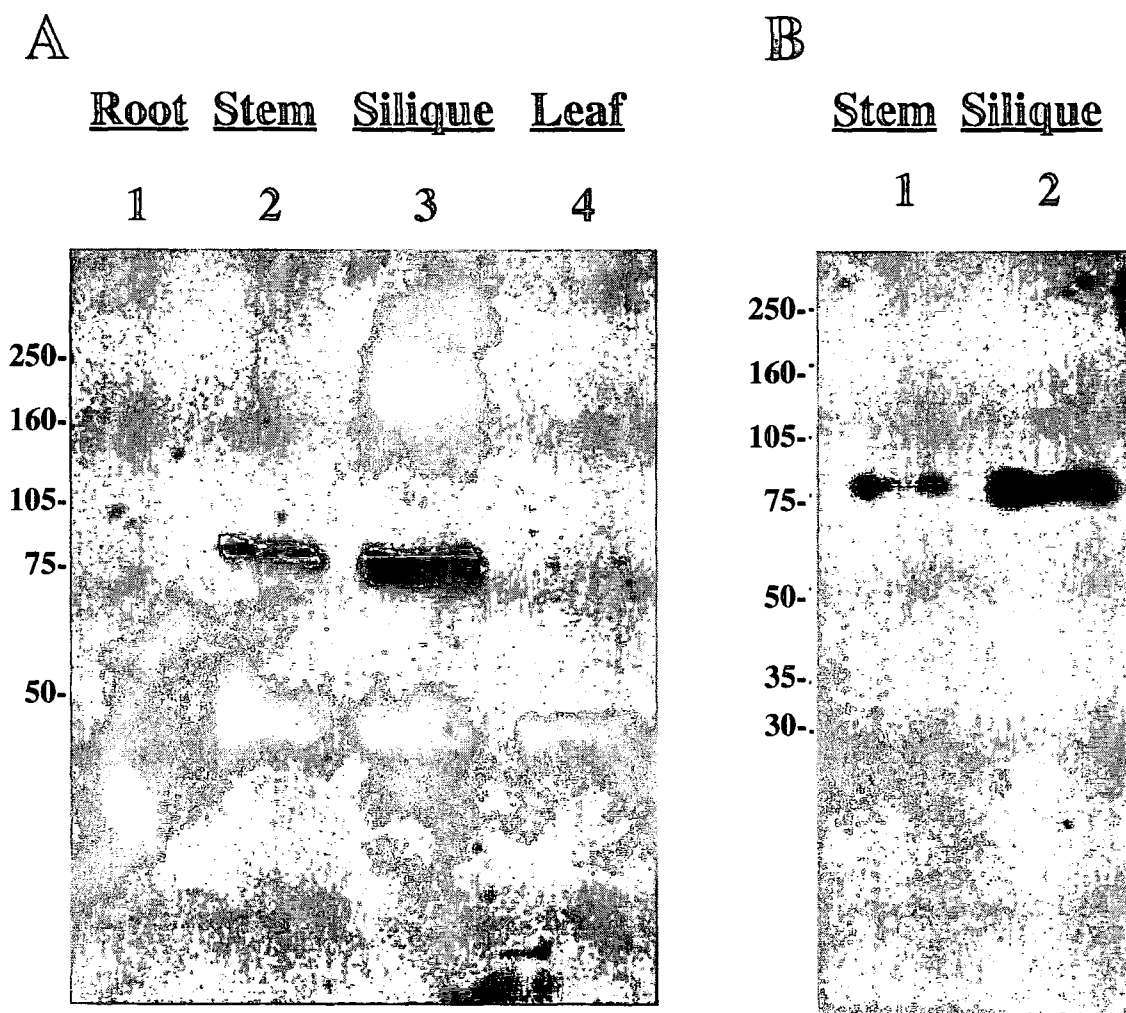 A
Root Stem Silique Leaf
1 2 3 4
250-
160-
105-
75-
50-
B
Stem Silique
1 2
250-
160-
105-
75-
50-
35-
30-